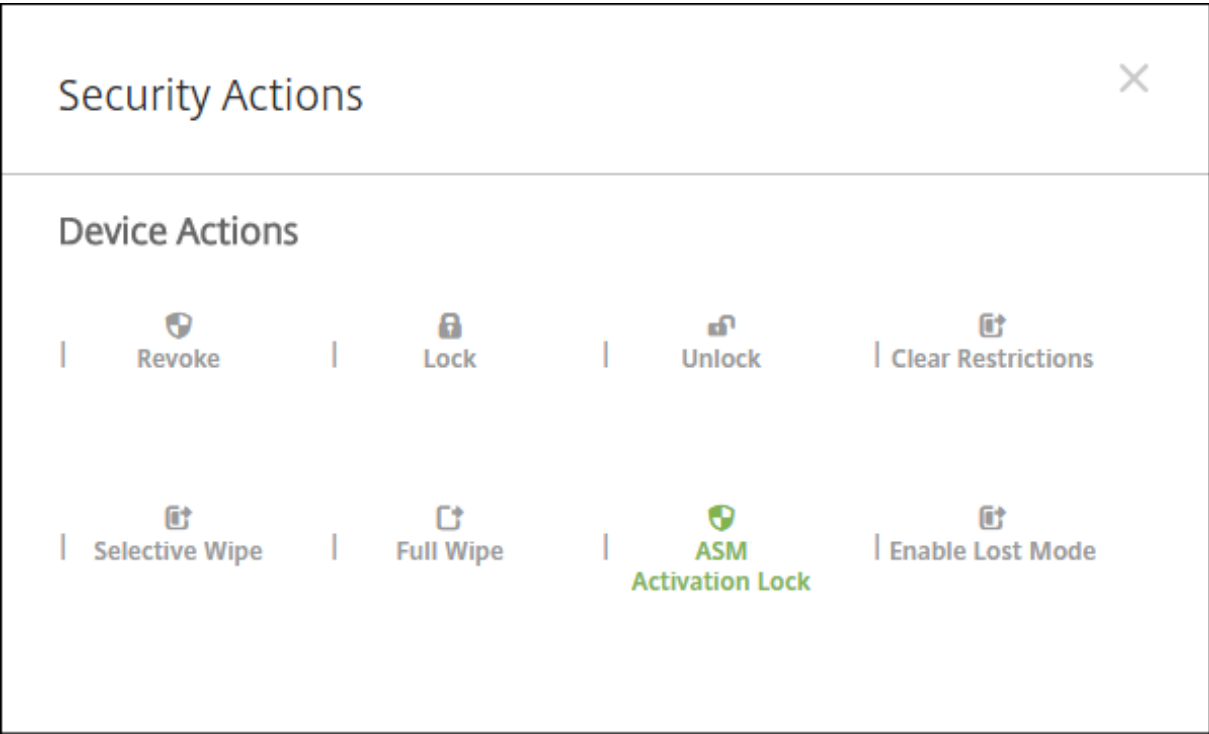 Security Actions
Device Actions
Revoke
Lock
Unlock
Clear Restrictions
Selective Wipe
Full Wipe
ASM
Activation Lock
Enable Lost Mode